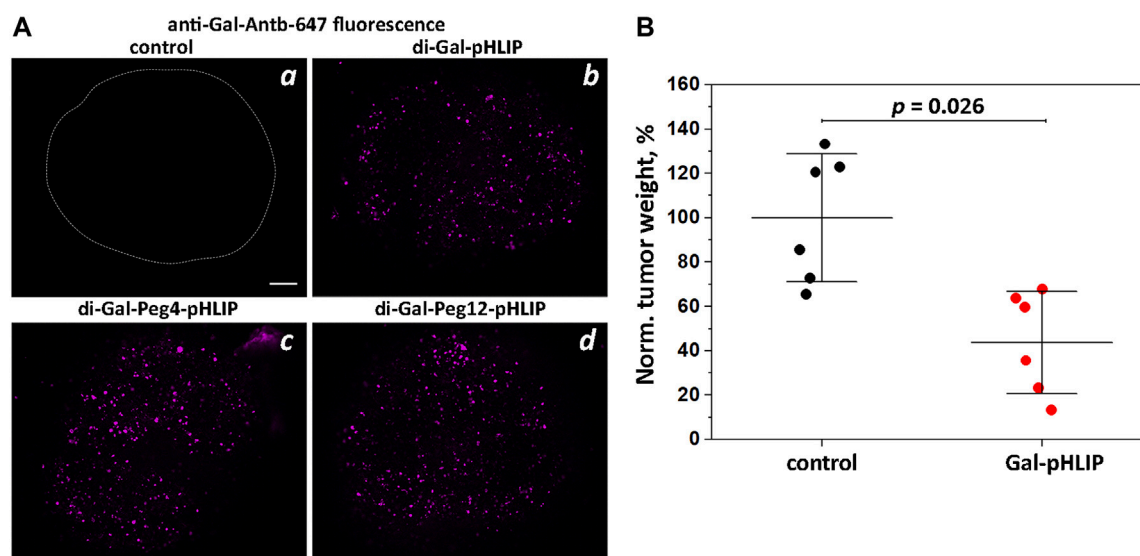 A
anti-Gal-Antb-647 fluorescence
control
di-Gal-pHLIP
a
b
di-Gal-Peg4-pHLIP
di-Gal-Peg12-pHLIP
c
d
B
Norm. tumor weight, %
160
140
120
100
80
60
40
20
0
p = 0.026
control
Gal-pHLIP